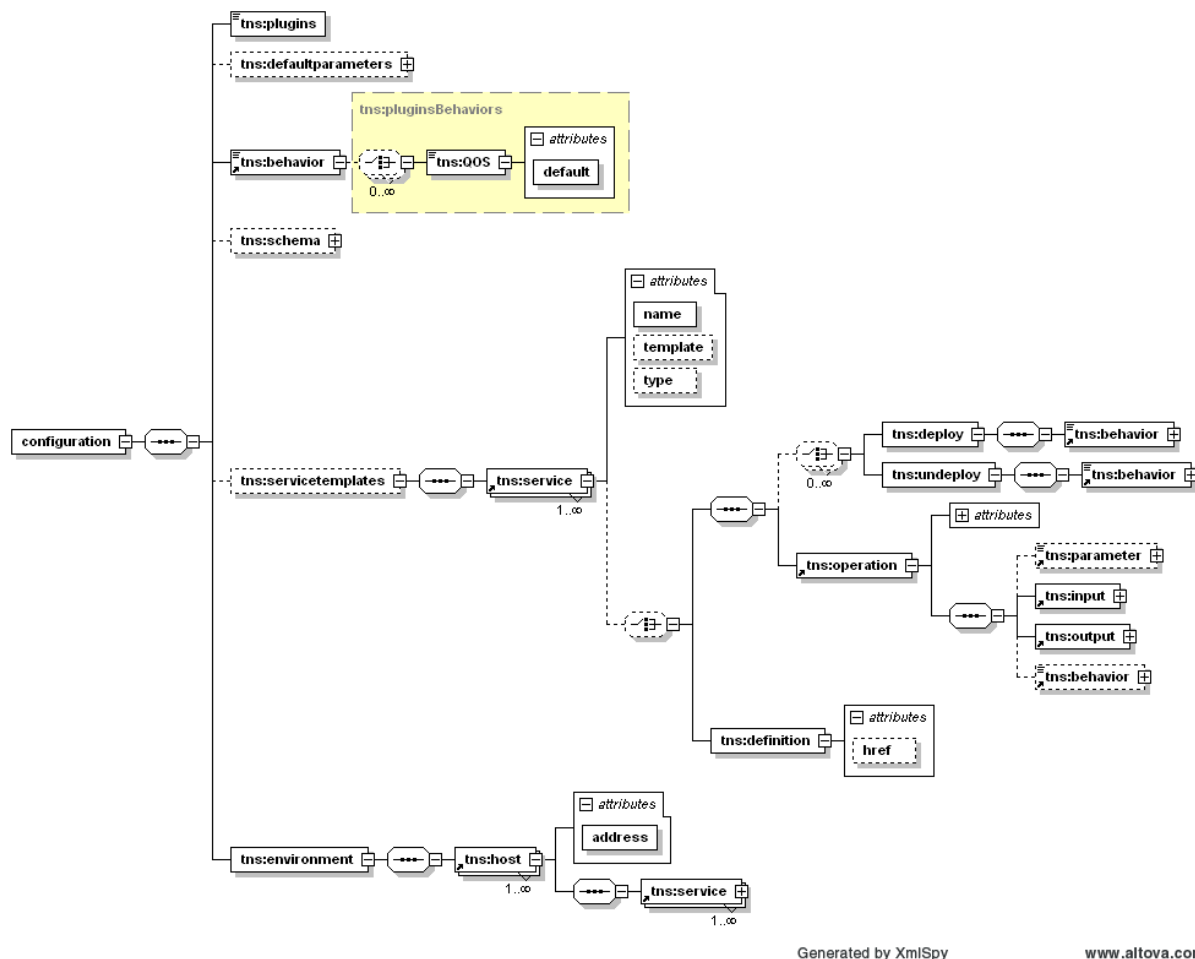 tns:plugins
tns:defaultparameters
tns:pluginsBehaviors
attributes
tns:behavior
tns:QOS
default
0..∞
tns:schema
attributes
name
template
type
configuration
tns:servicetemplates
tns:service
1..∞
tns:deploy
tns:behavior
tns:undeploy
tns:behavior
0..∞
attributes
tns:operation
tns:parameter
tns:input
tns:output
tns:behavior
tns:definition
attributes
href
attributes
address
tns:environment
tns:host
1..∞
tns:service
1..∞
Generated by XmlSpy www.altova.com